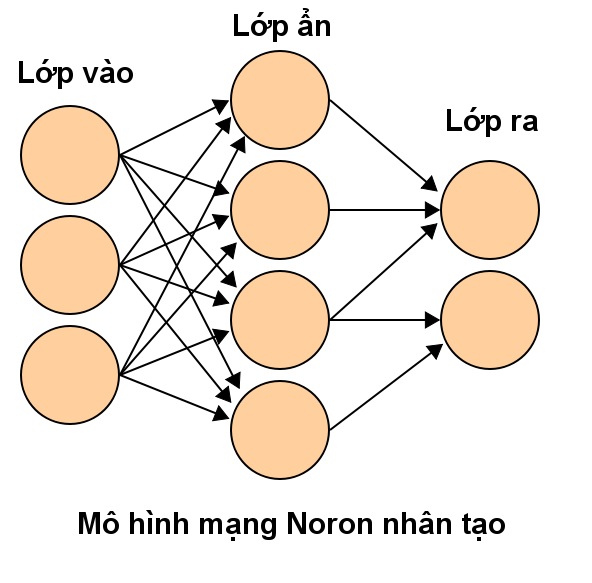 Lớp ẩn
Lớp vào
Lớp ra
Mô hình mạng Noron nhân tạo